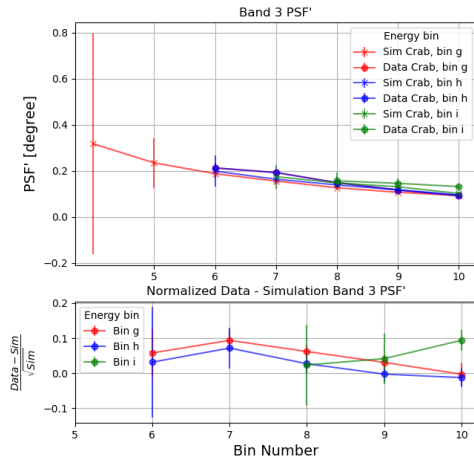 Band 3 PSF'
0.8
0.6
0.4
0.2
0.0
−0.2
PSF' [degree]
Energy bin
Sim Crab, bin g
Data Crab, bin g
Sim Crab, bin h
Data Crab, bin h
Sim Crab, bin i
Data Crab, bin i
5 6 7 8 9 10
Normalized Data - Simulation Band 3 PSF'
0.2
0.1
0.0
−0.1
Data − Sim
√Sim
Energy bin
Bin g
Bin h
Bin i
5 6 7 8 9 10
Bin Number